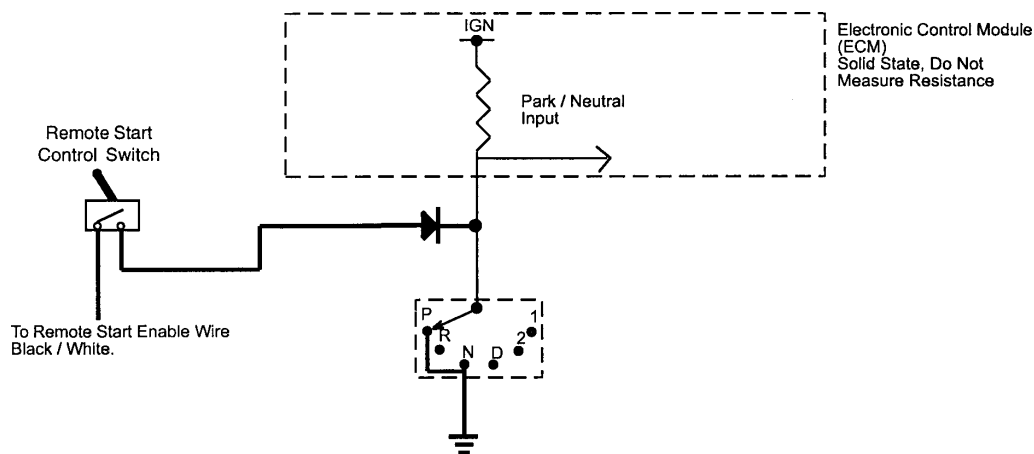 IGN
Electronic Control Module
(ECM)
Solid State, Do Not
Measure Resistance
Park / Neutral
Input
Remote Start
Control Switch
To Remote Start Enable Wire
Black / White.
P
R
N
D
2
1